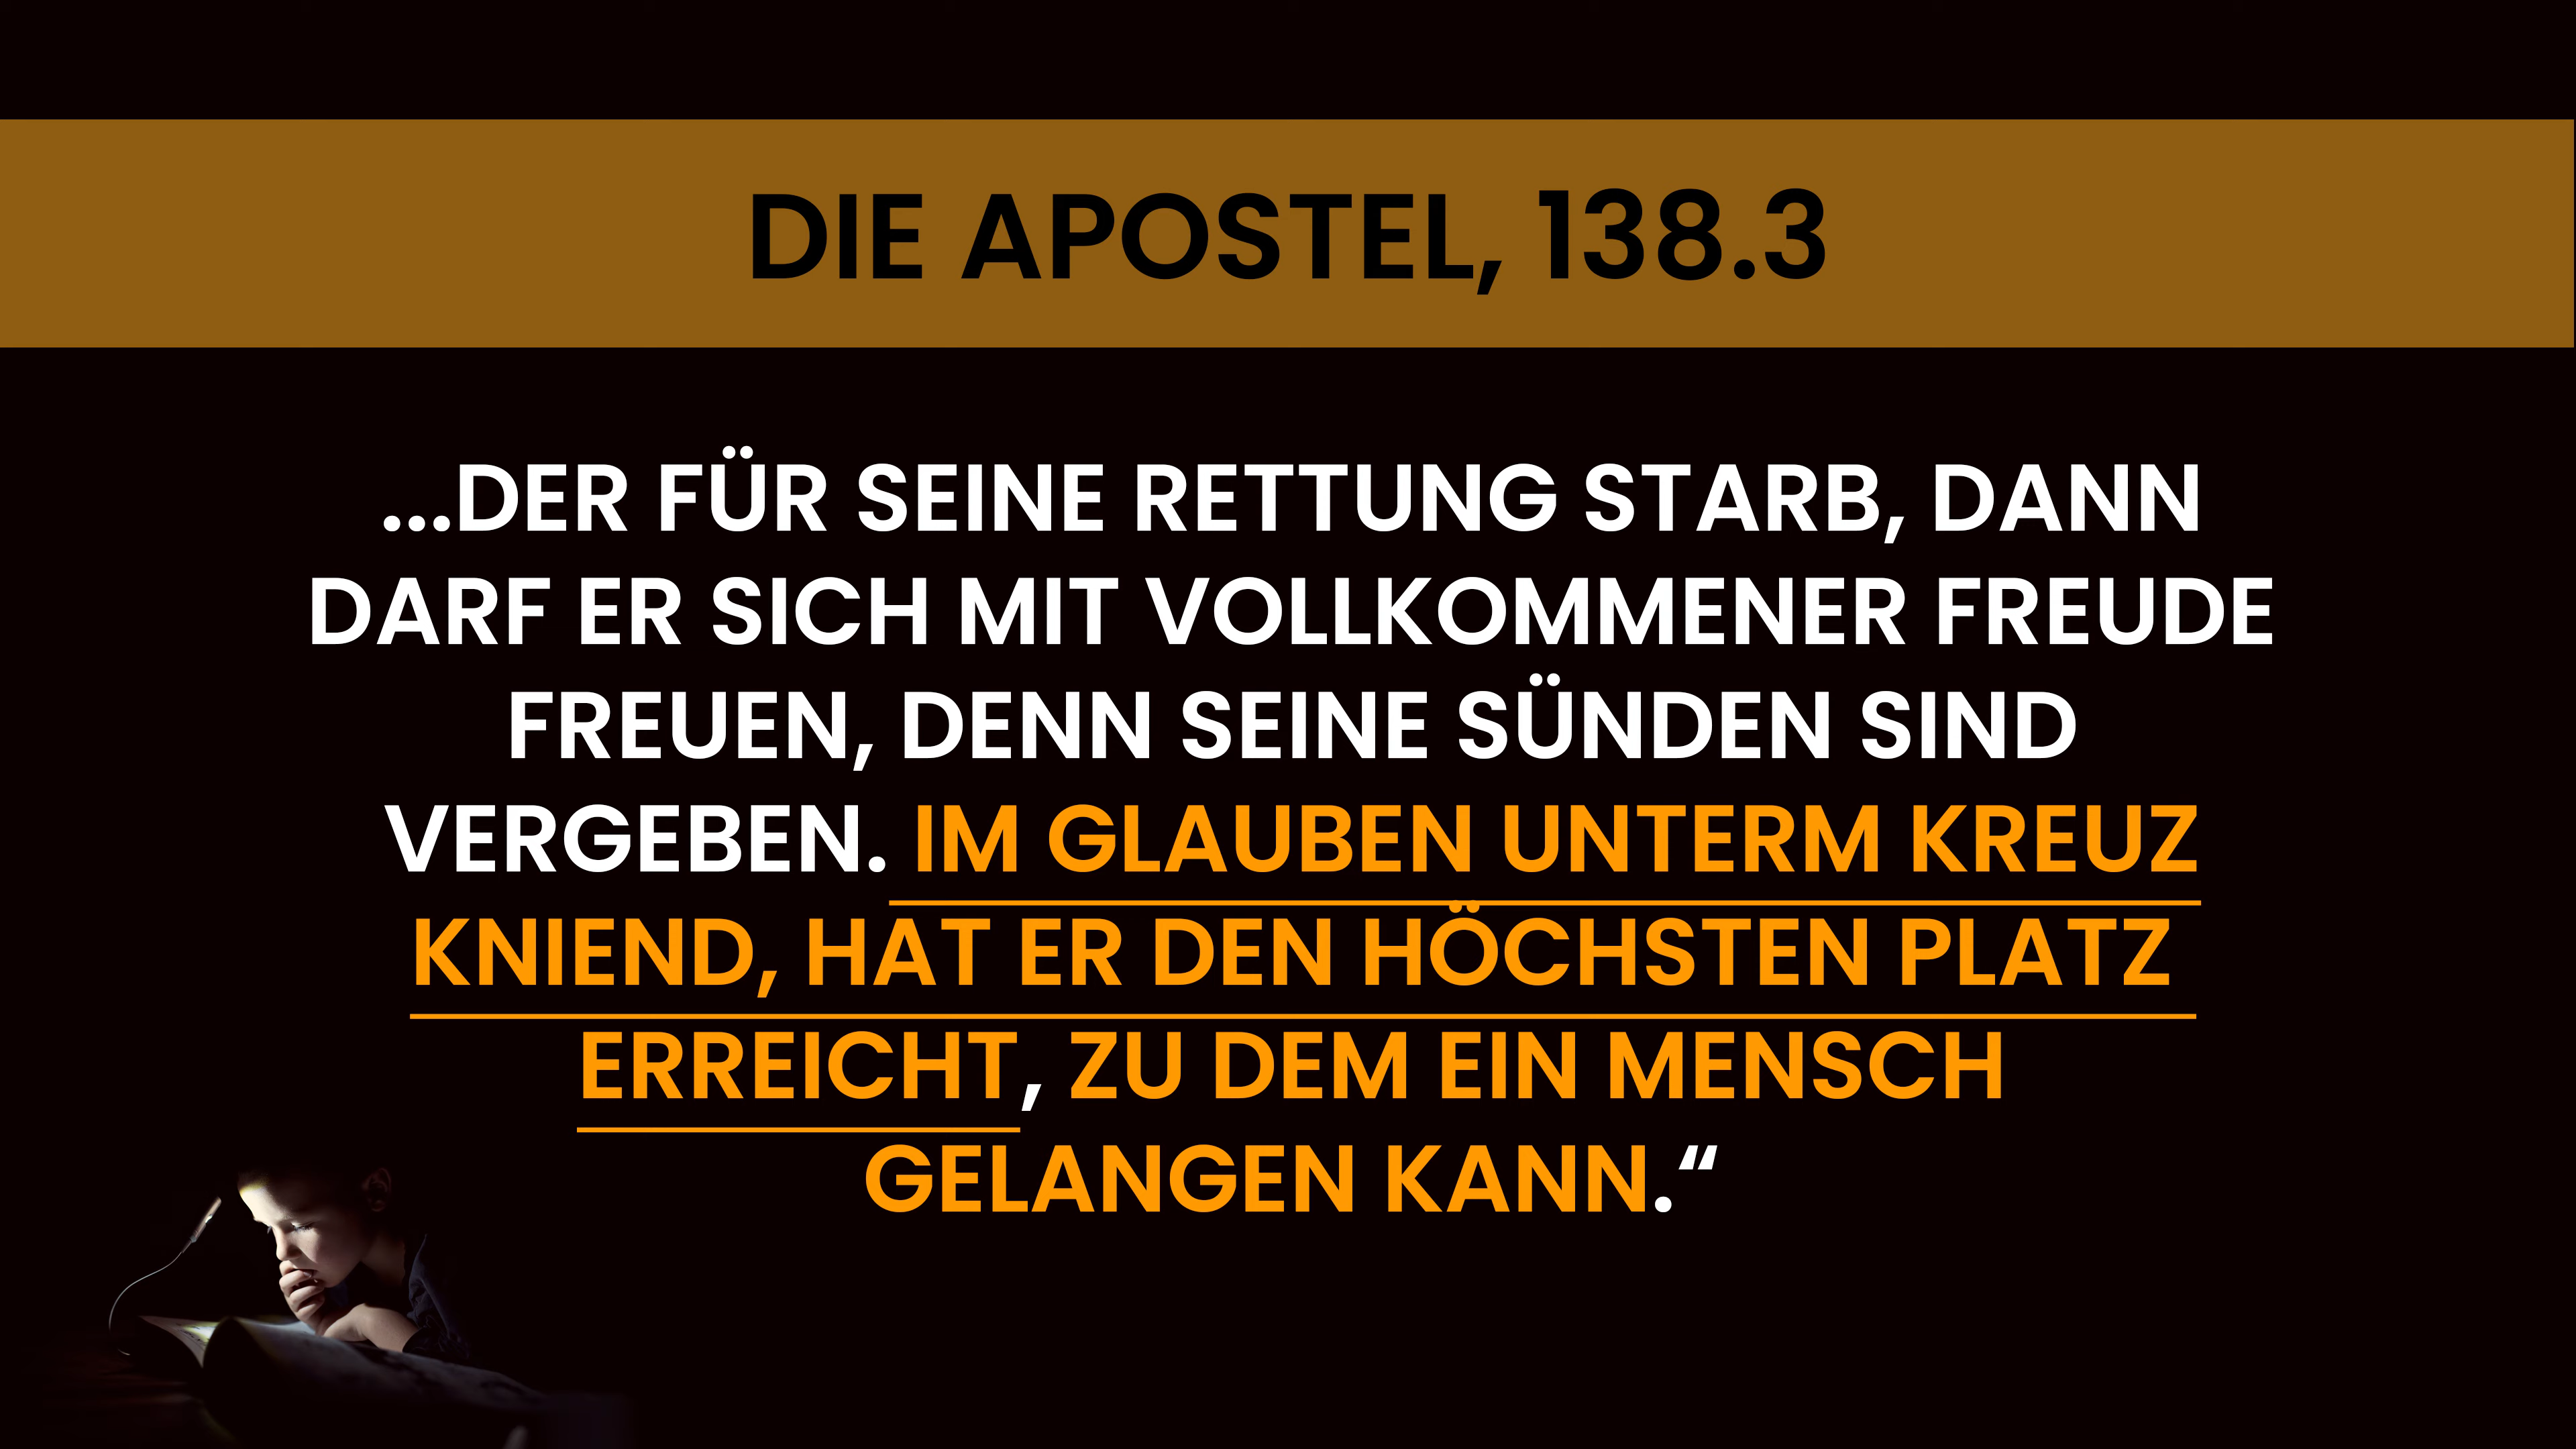 DIE APOSTEL, 138.3
...DER FÜR SEINE RETTUNG STARB, DANN
DARF ER SICH MIT VOLLKOMMENER FREUDE
FREUEN, DENN SEINE SÜNDEN SIND
VERGEBEN. IM GLAUBEN UNTERM KREUZ
KNIEND, HAT ER DEN HÖCHSTEN PLATZ
ERREICHT, ZU DEM EIN MENSCH
GELANGEN KANN.“